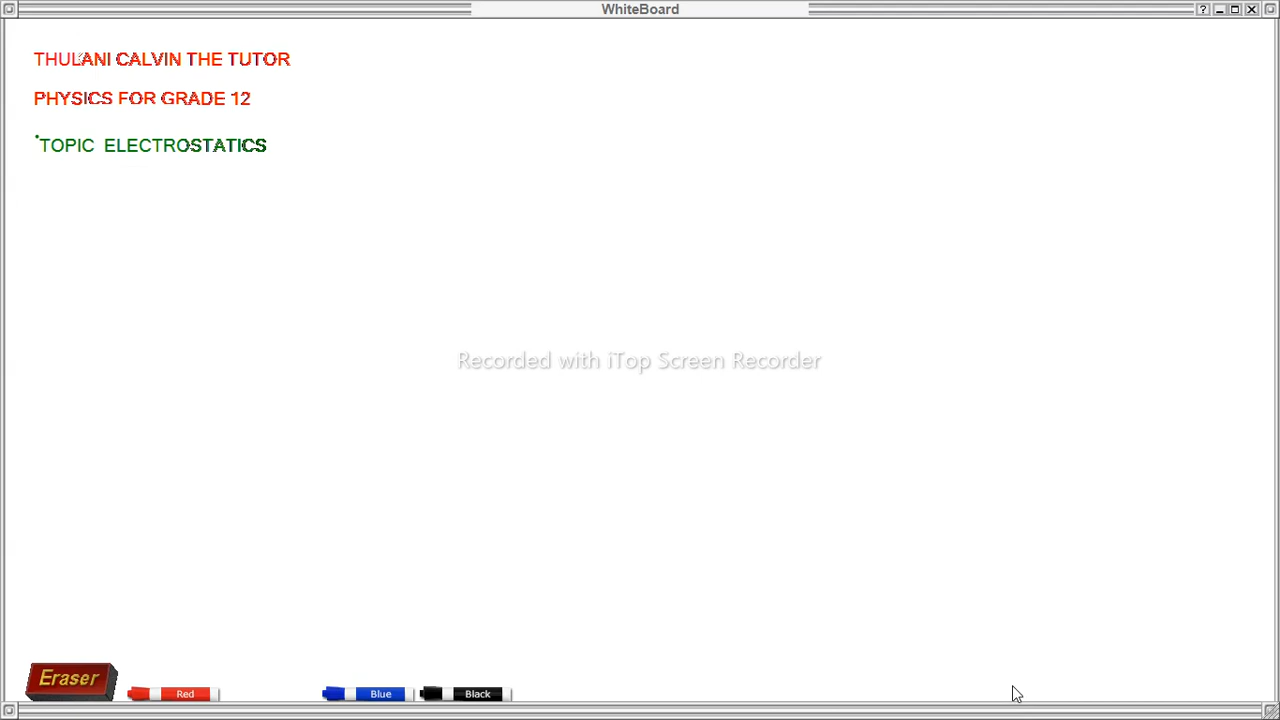 WhiteBoard
?
THULANI CALVIN THE TUTOR
PHYSICS FOR GRADE 12
TOPIC ELECTROSTATICS
Recorded with iTop Screen Recorder
Eraser
Red
Blue
Black